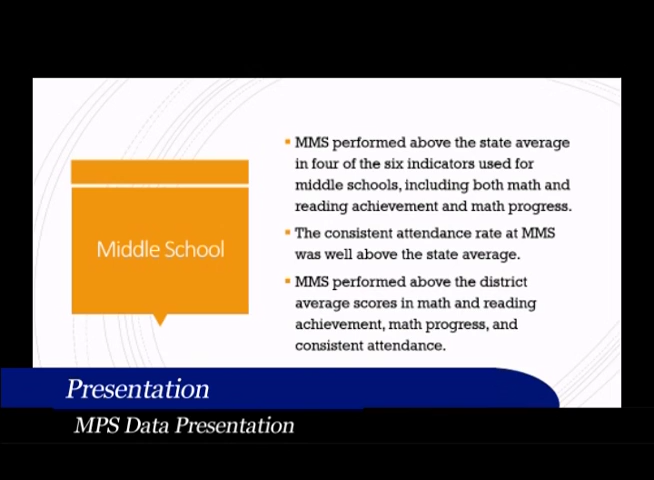 Middle School
MMS performed above the state average
in four of the six indicators used for
middle schools, including both math and
reading achievement and math progress.
The consistent attendance rate at MMS
was well above the state average.
MMS performed above the district
average scores in math and reading
achievement, math progress, and
consistent attendance.
Presentation
MPS Data Presentation